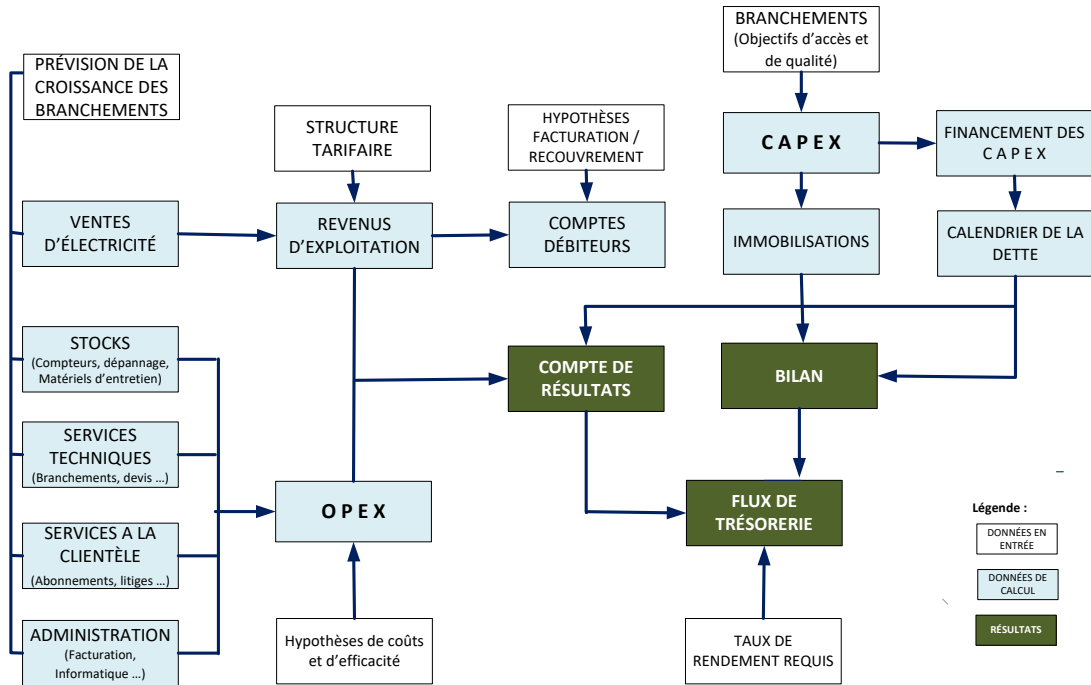 BRANCHEMENTS
(Objectifs d'accès et
de qualité)
PRÉVISION DE LA
CROISSANCE DES
BRANCHEMENTS
STRUCTURE
TARIFAIRE
HYPOTHÈSES
FACTURATION /
RECOUVREMENT
C A P E X
FINANCEMENT DES
C A P E X
VENTES
D'ÉLECTRICITÉ
REVENUS
D'EXPLOITATION
COMPTES
DÉBITEURS
IMMOBILISATIONS
CALENDRIER DE LA
DETTE
STOCKS
(Compteurs, dépannage,
Matériels d'entretien)
COMPTE DE
RÉSULTATS
BILAN
SERVICES
TECHNIQUES
(Branchements, devis ...)
O P E X
FLUX DE
TRÉSORERIE
SERVICES A LA
CLIENTÈLE
(Abonnements, litiges ...)
ADMINISTRATION
(Facturation,
Informatique ...)
Hypothèses de coûts
et d'efficacité
TAUX DE
RENDEMENT REQUIS
Légende :
DONNÉES EN
ENTRÉE
DONNÉES DE
CALCUL
RÉSULTATS